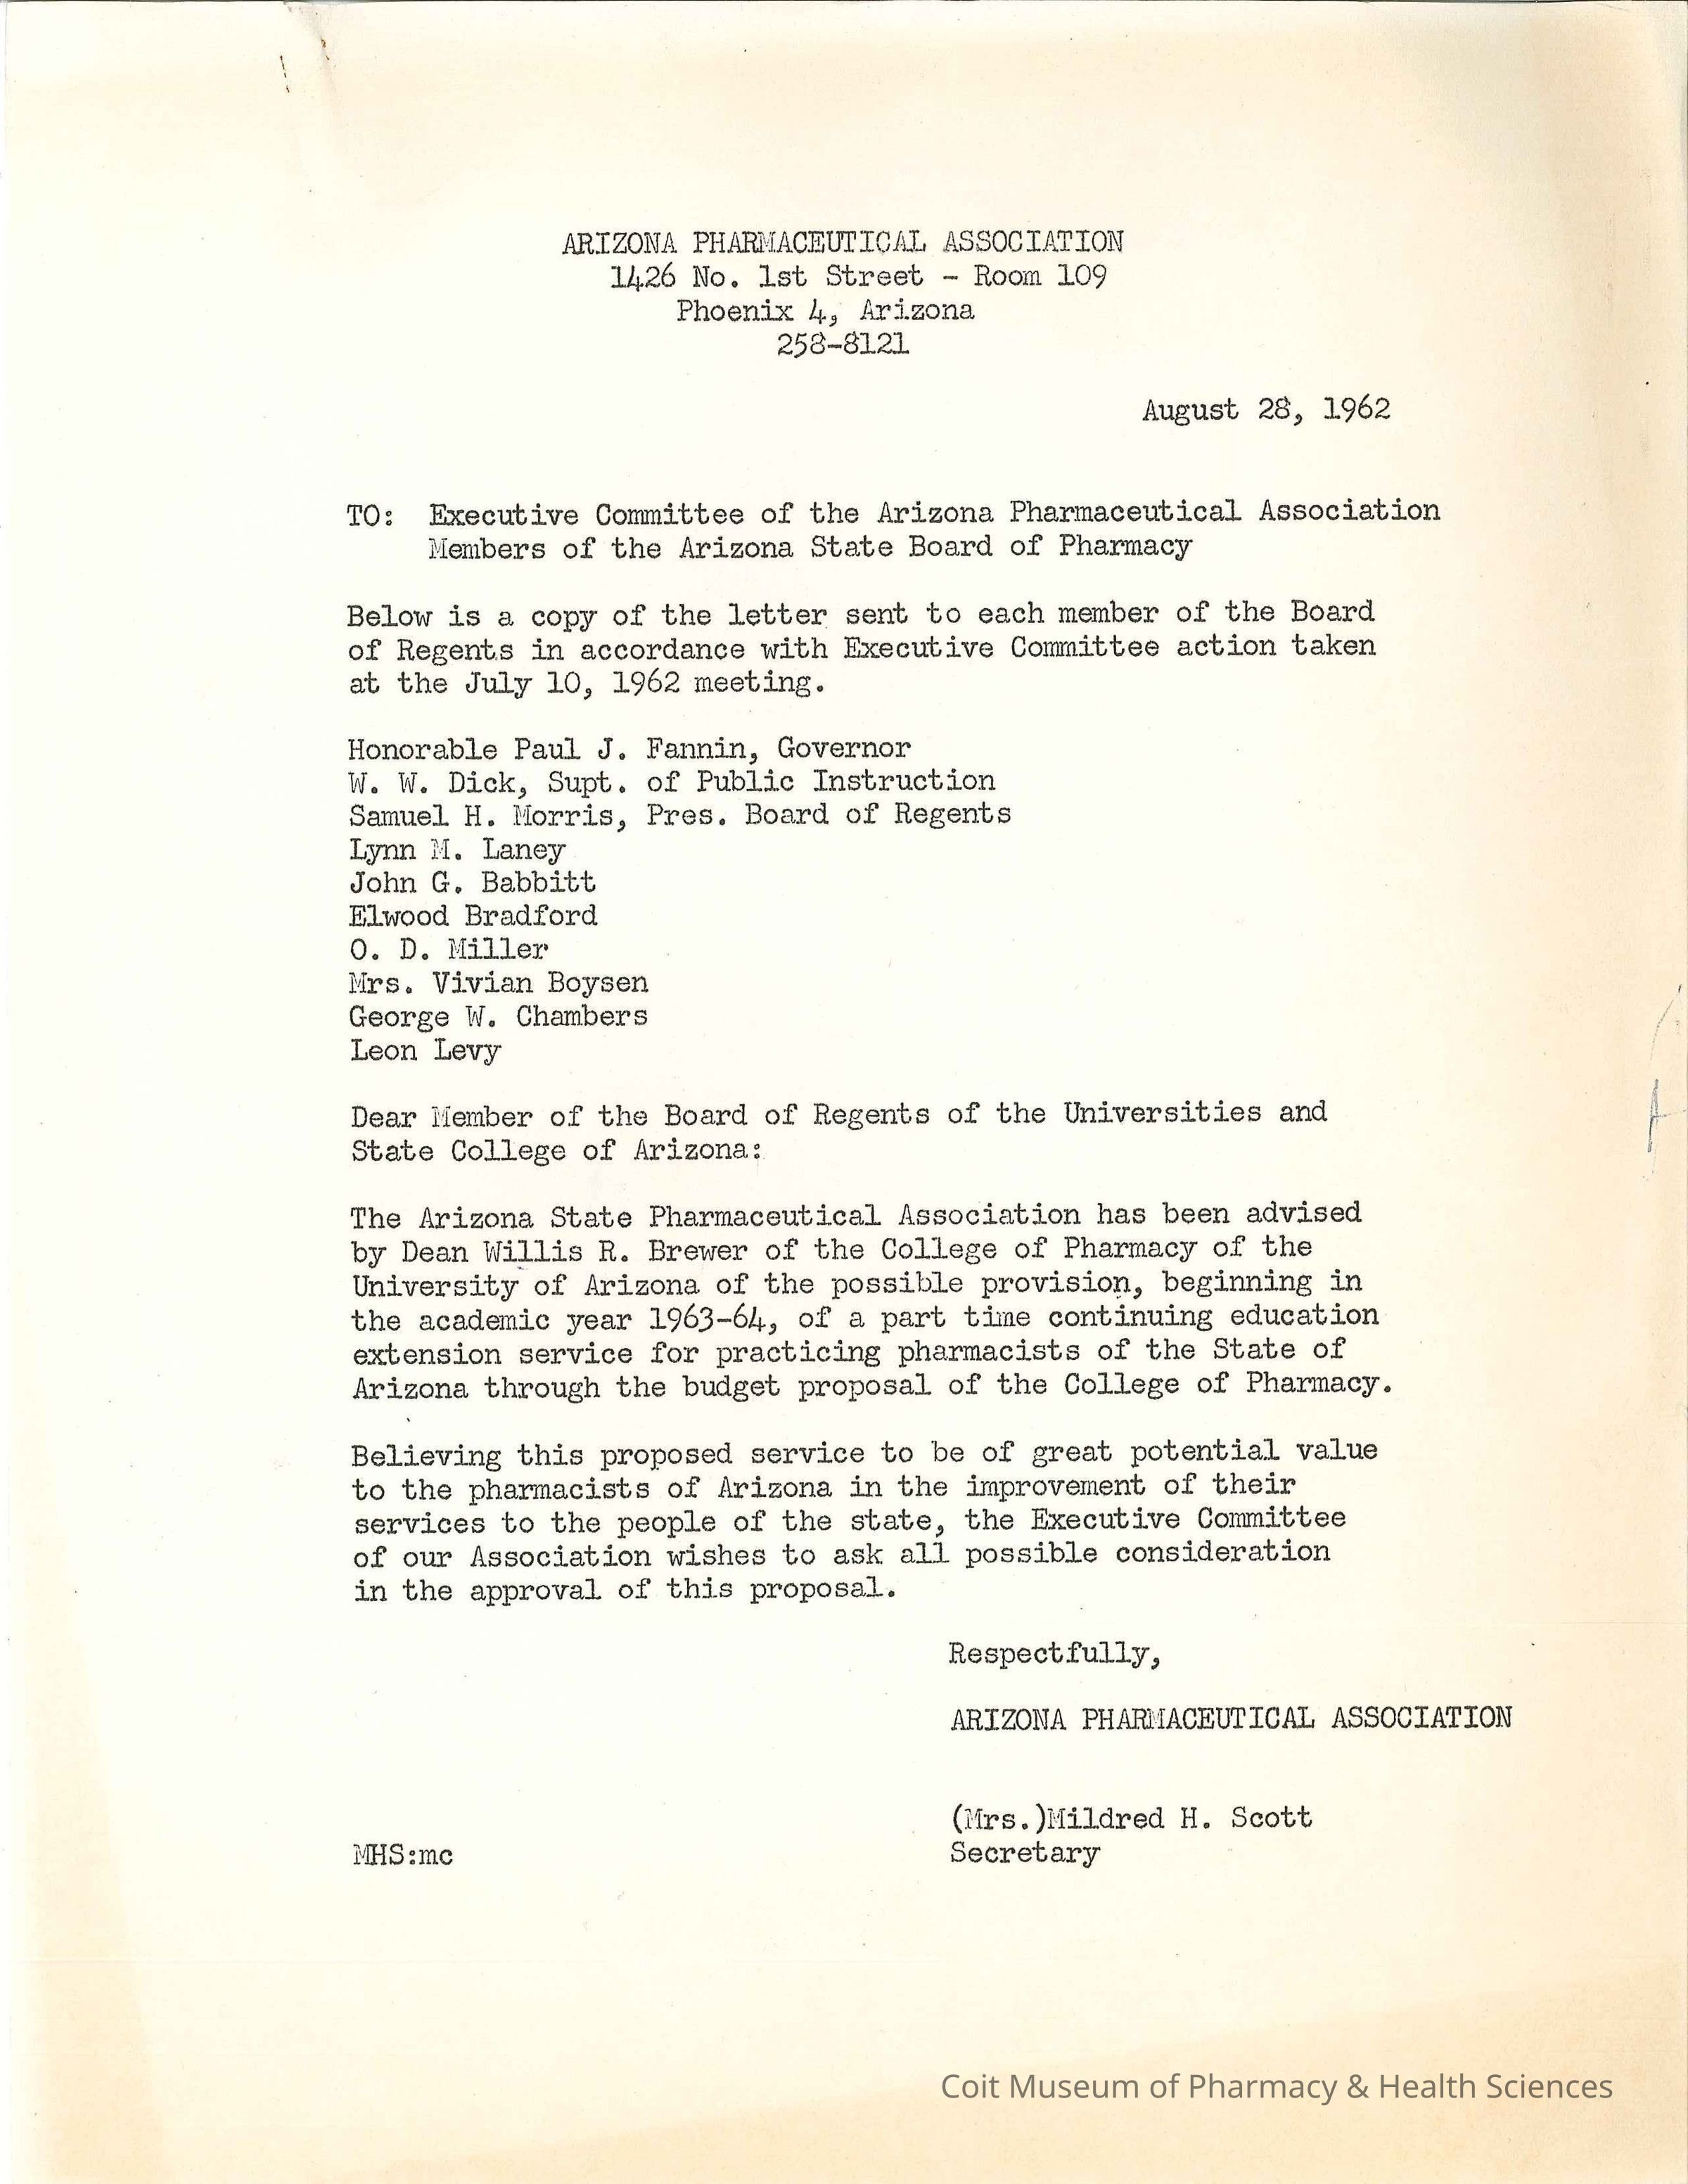 ARIZONA PHARMACEUTICAL ASSOCIATION
1426 No. 1st Street - Room 109
Phoenix 4, Arizona
258-8121
August 28, 1962
TO: Executive Committee of the Arizona Pharmaceutical Association
Members of the Arizona State Board of Pharmacy
Below is a copy of the letter sent to each member of the Board
of Regents in accordance with Executive Committee action taken
at the July 10, 1962 meeting.
Honorable Paul J. Fannin, Governor
W. W. Dick, Supt. of Public Instruction
Samuel H. Morris, Pres. Board of Regents
Lynn M. Laney
John G. Babbitt
Elwood Bradford
O. D. Miller
Mrs. Vivian Boysen
George W. Chambers
Leon Levy
Dear Member of the Board of Regents of the Universities and
State College of Arizona:
The Arizona State Pharmaceutical Association has been advised
by Dean Willis R. Brewer of the College of Pharmacy of the
University of Arizona of the possible provision, beginning in
the academic year 1963-64, of a part time continuing education
extension service for practicing pharmacists of the State of
Arizona through the budget proposal of the College of Pharmacy.
Believing this proposed service to be of great potential value
to the pharmacists of Arizona in the improvement of their
services to the people of the state, the Executive Committee
of our Association wishes to ask all possible consideration
in the approval of this proposal.
Respectfully,
ARIZONA PHARMACEUTICAL ASSOCIATION
(Mrs.)Mildred H. Scott
MHS:mc Secretary
Coit Museum of Pharmacy & Health Sciences